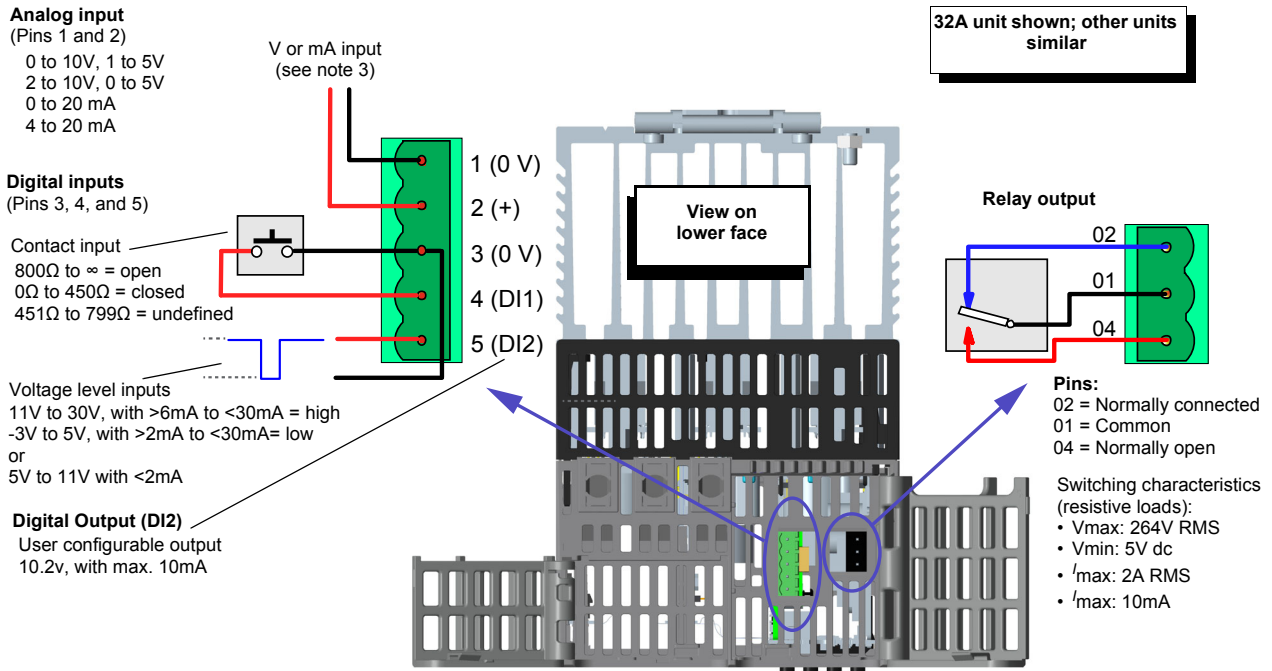 Analog input
(Pins 1 and 2)
0 to 10V, 1 to 5V
2 to 10V, 0 to 5V
0 to 20 mA
4 to 20 mA
V or mA input
(see note 3)
Digital inputs
(Pins 3, 4, and 5)
Contact input
800Ω to ∞ = open
0Ω to 450Ω = closed
451Ω to 799Ω = undefined
Voltage level inputs
11V to 30V, with >6mA to <30mA = high
-3V to 5V, with >2mA to <30mA= low
or
5V to 11V with <2mA
Digital Output (DI2)
User configurable output
10.2v, with max. 10mA
1 (0 V)
2 (+)
3 (0 V)
4 (DI1)
5 (DI2)
View on
lower face
32A unit shown; other units
similar
Relay output
02
01
04
Pins:
02 = Normally connected
01 = Common
04 = Normally open
Switching characteristics
(resistive loads):
• Vmax: 264V RMS
• Vmin: 5V dc
• Imax: 2A RMS
• Imax: 10mA